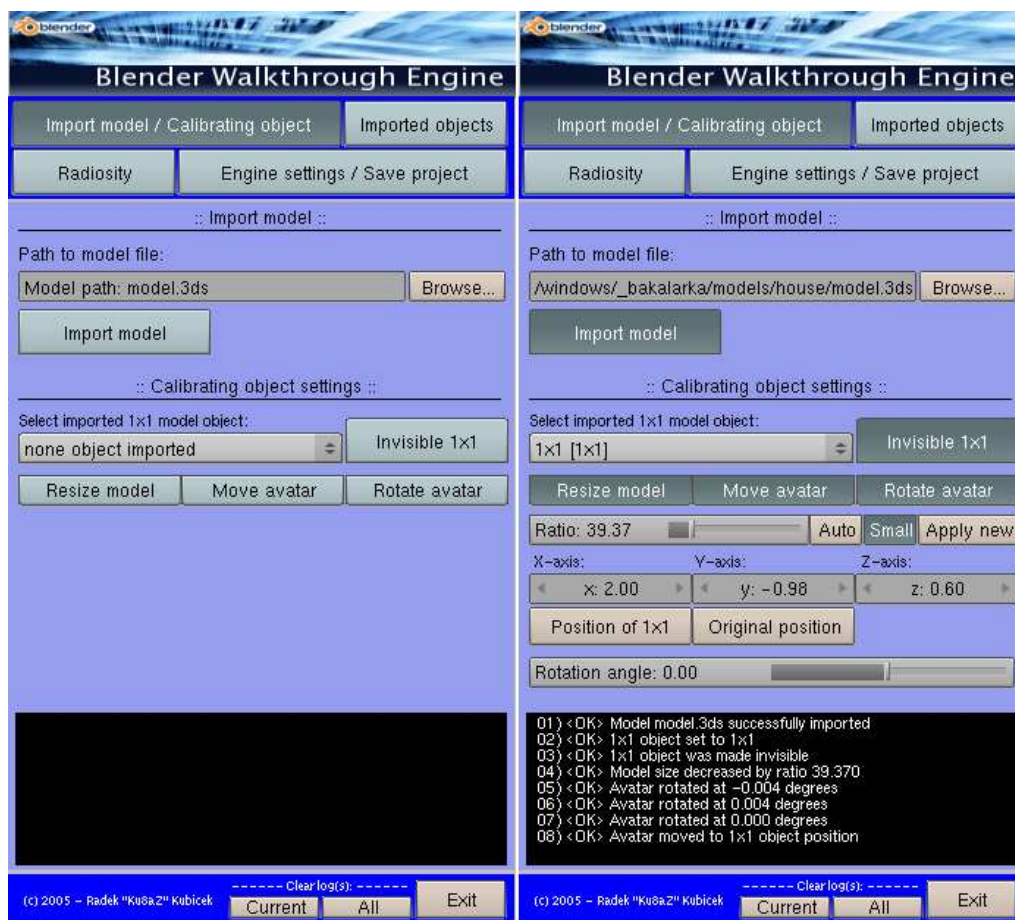 blender
Blender Walkthrough Engine
Import model / Calibrating object
Imported objects
Radiosity
Engine settings / Save project
:: Import model ::
Path to model file:
Model path: model.3ds
Browse...
Import model
:: Calibrating object settings ::
Select imported 1x1 model object:
none object imported
Invisible 1x1
Resize model
Move avatar
Rotate avatar
(c) 2005 - Radek "Ku8a.Z" Kubicek
------ Clear log(s): ------
Current
All
Exit
blender
Blender Walkthrough Engine
Import model / Calibrating object
Imported objects
Radiosity
Engine settings / Save project
:: Import model ::
Path to model file:
/windows/_bakalarka/models/house/model.3ds
Browse...
Import model
:: Calibrating object settings ::
Select imported 1x1 model object:
1x1 [1x1]
Invisible 1x1
Resize model
Move avatar
Rotate avatar
Ratio: 39.37
Auto
Small
Apply new
X-axis:
Y-axis:
Z-axis:
x: 2.00
y: -0.98
z: 0.60
Position of 1x1
Original position
Rotation angle: 0.00
01) <OK> Model model.3ds successfully imported
02) <OK> 1x1 object set to 1x1
03) <OK> 1x1 object was made invisible
04) <OK> Model size decreased by ratio 39.370
05) <OK> Avatar rotated at -0.004 degrees
06) <OK> Avatar rotated at 0.004 degrees
07) <OK> Avatar rotated at 0.000 degrees
08) <OK> Avatar moved to 1x1 object position
(c) 2005 - Radek "Ku8a.Z" Kubicek
------ Clear log(s): ------
Current
All
Exit